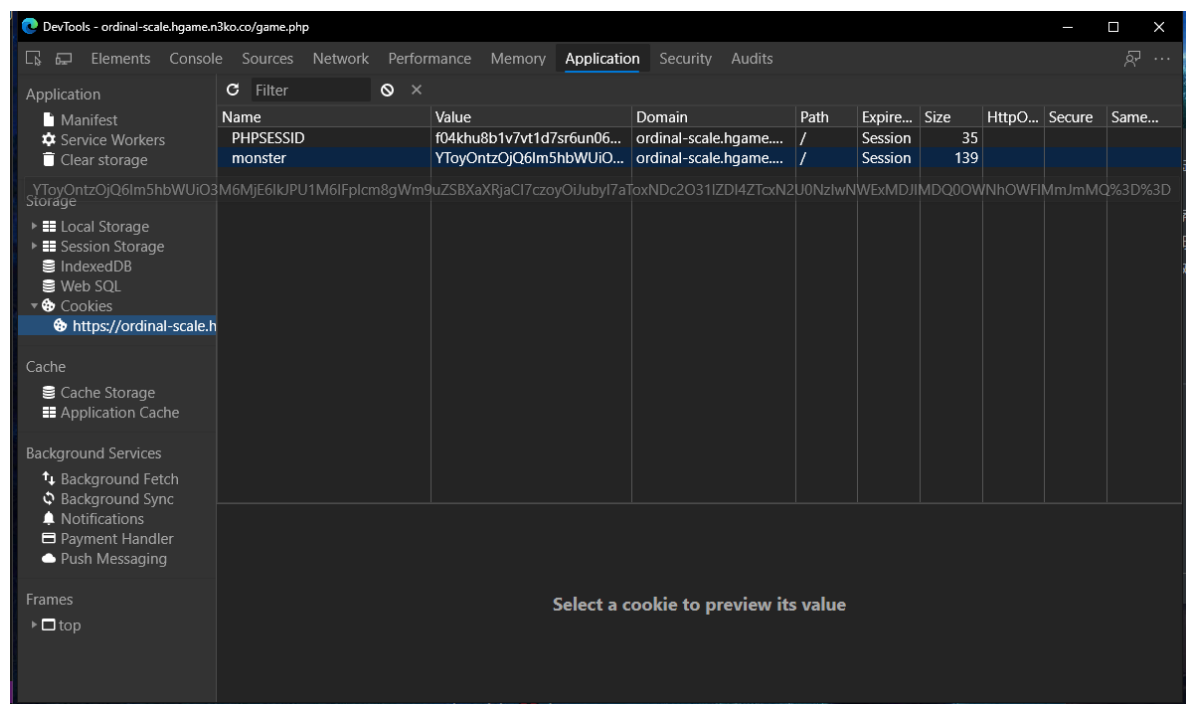 DevTools - ordinal-scale.hgame.n3ko.co/game.php
Elements Console Sources Network Performance Memory Application Security Audits
Application
Manifest
Service Workers
Clear storage
Storage
Local Storage
Session Storage
IndexedDB
Web SQL
Cookies
https://ordinal-scale.h
Cache
Cache Storage
Application Cache
Background Services
Background Fetch
Background Sync
Notifications
Payment Handler
Push Messaging
Frames
top
Filter
Name Value Domain Path Expire... Size HttpO... Secure Same...
PHPSESSID f04khu8b1v7vt1d7sr6un06... ordinal-scale.hgame.... / Session 35
monster YToyOntzOjQ6Im5hbWUiO... ordinal-scale.hgame.... / Session 139
Select a cookie to preview its value